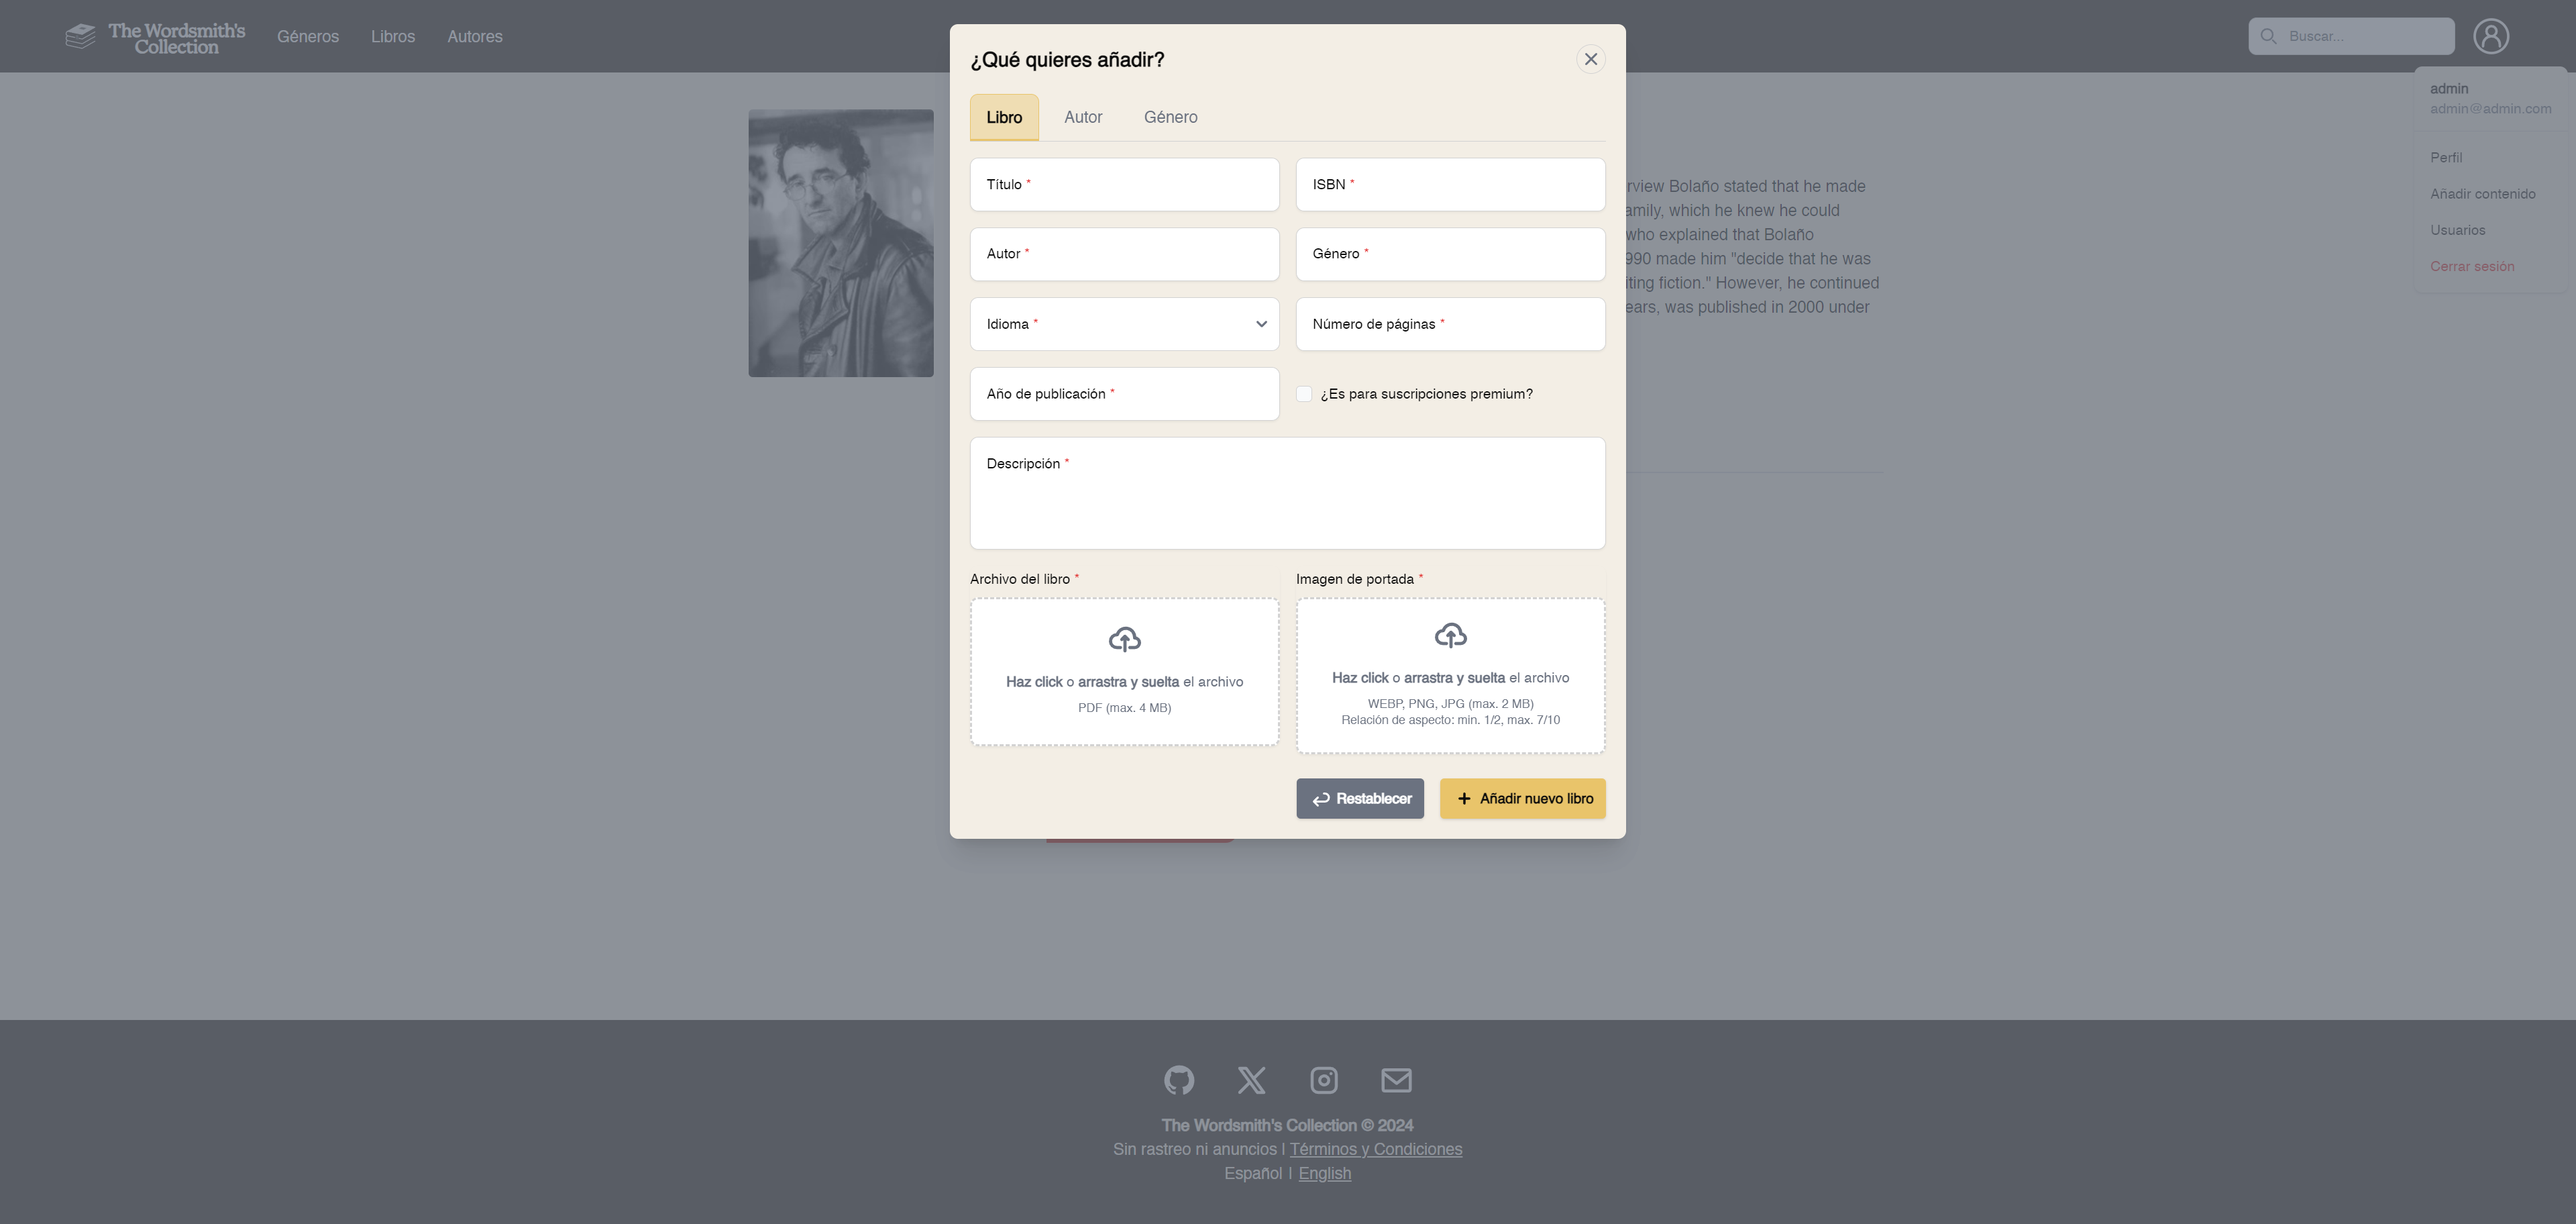 The Wordsmith's
Collection
Géneros
Libros
Autores
Buscar...
admin
admin@admin.com
Perfil
Añadir contenido
Usuarios
Cerrar sesión
rview Bolaño stated that he made
amily, which he knew he could
who explained that Bolaño
990 made him "decide that he was
iting fiction." However, he continued
ears, was published in 2000 under
¿Qué quieres añadir?
Libro
Autor
Género
Título *
ISBN *
Autor *
Género *
Idioma *
Número de páginas *
Año de publicación *
¿Es para suscripciones premium?
Descripción *
Archivo del libro *
Haz click o arrastra y suelta el archivo
PDF (max. 4 MB)
Imagen de portada *
Haz click o arrastra y suelta el archivo
WEBP, PNG, JPG (max. 2 MB)
Relación de aspecto: min. 1/2, max. 7/10
Restablecer
Añadir nuevo libro
The Wordsmith's Collection © 2024
Sin rastreo ni anuncios | Términos y Condiciones
Español | English